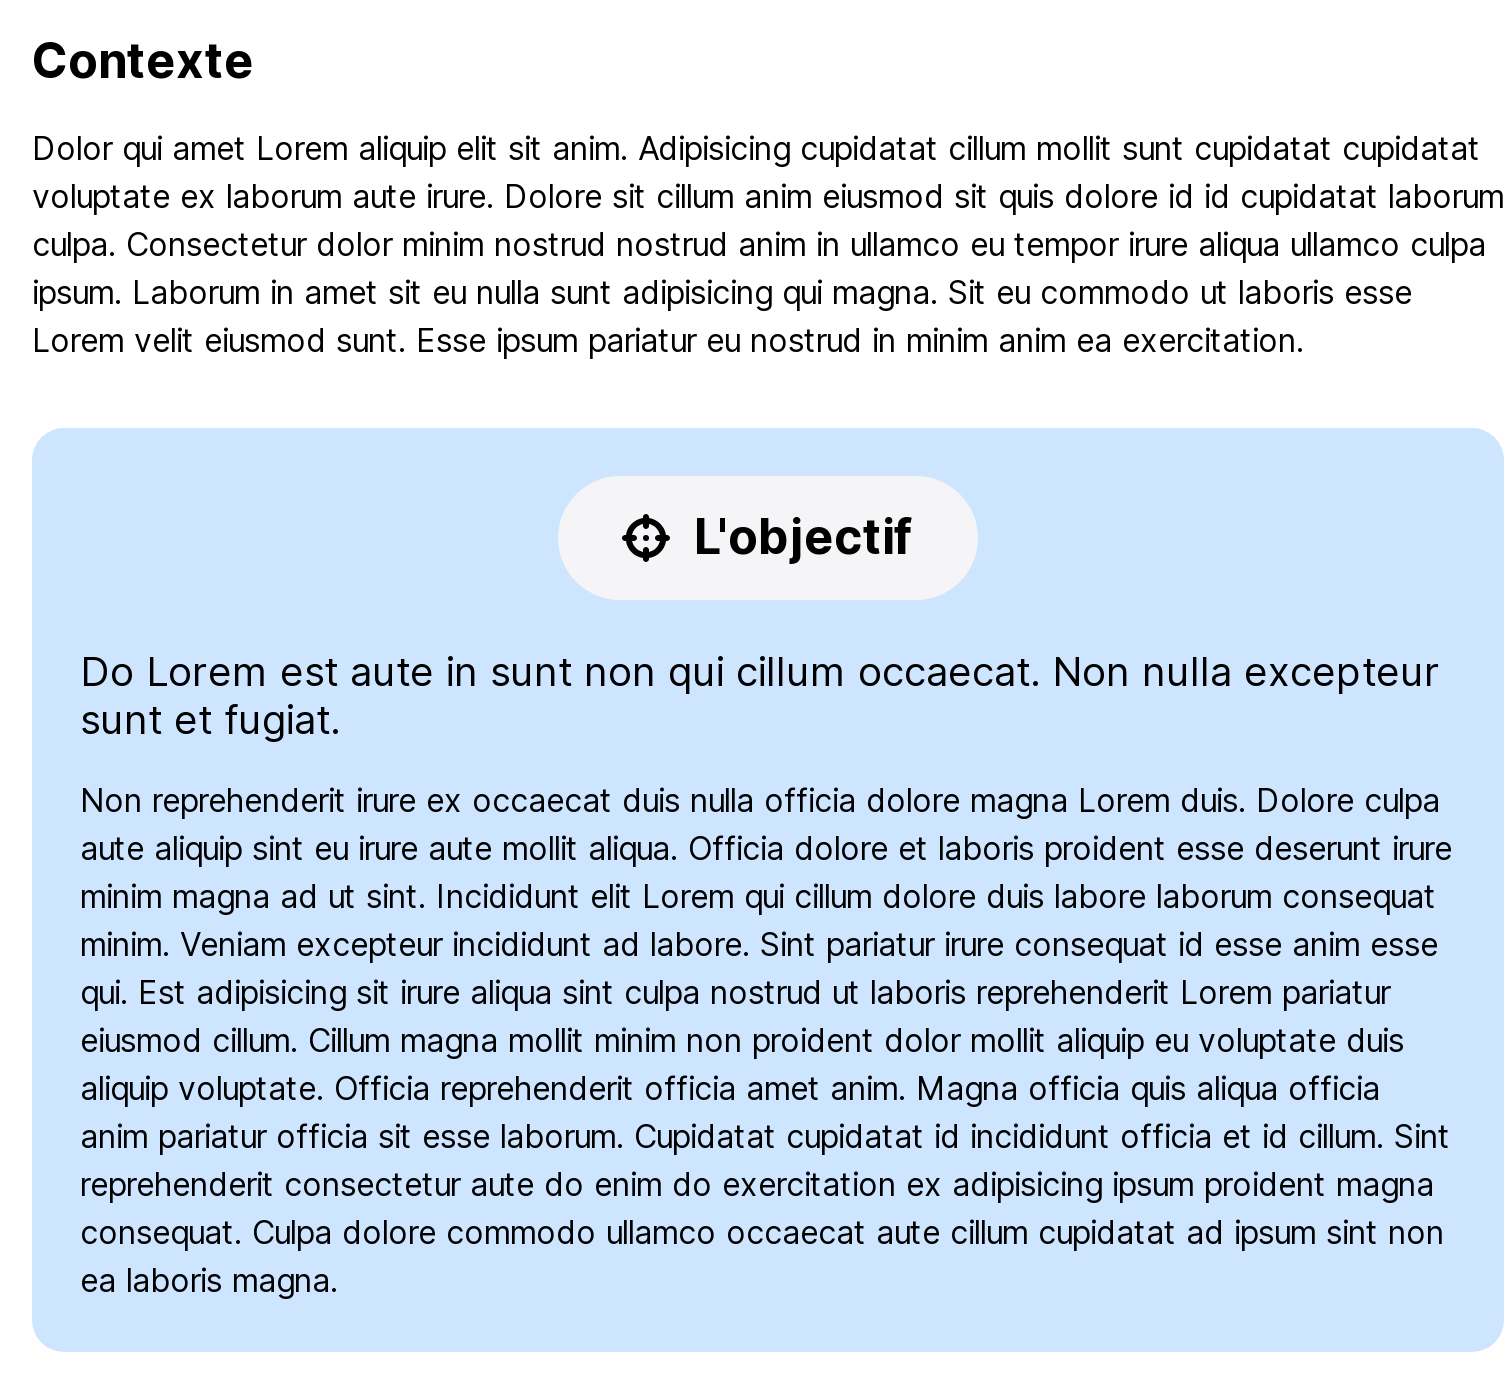 Contexte
Dolor qui amet Lorem aliquip elit sit anim. Adipisicing cupidatat cillum mollit sunt cupidatat cupidatat
voluptate ex laborum aute irure. Dolore sit cillum anim eiusmod sit quis dolore id id cupidatat laborum
culpa. Consectetur dolor minim nostrud nostrud anim in ullamco eu tempor irure aliqua ullamco culpa
ipsum. Laborum in amet sit eu nulla sunt adipisicing qui magna. Sit eu commodo ut laboris esse
Lorem velit eiusmod sunt. Esse ipsum pariatur eu nostrud in minim anim ea exercitation.
L'objectif
Do Lorem est aute in sunt non qui cillum occaecat. Non nulla excepteur
sunt et fugiat.
Non reprehenderit irure ex occaecat duis nulla officia dolore magna Lorem duis. Dolore culpa
aute aliquip sint eu irure aute mollit aliqua. Officia dolore et laboris proident esse deserunt irure
minim magna ad ut sint. Incididunt elit Lorem qui cillum dolore duis labore laborum consequat
minim. Veniam excepteur incididunt ad labore. Sint pariatur irure consequat id esse anim esse
qui. Est adipisicing sit irure aliqua sint culpa nostrud ut laboris reprehenderit Lorem pariatur
eiusmod cillum. Cillum magna mollit minim non proident dolor mollit aliquip eu voluptate duis
aliquip voluptate. Officia reprehenderit officia amet anim. Magna officia quis aliqua officia
anim pariatur officia sit esse laborum. Cupidatat cupidatat id incididunt officia et id cillum. Sint
reprehenderit consectetur aute do enim do exercitation ex adipisicing ipsum proident magna
consequat. Culpa dolore commodo ullamco occaecat aute cillum cupidatat ad ipsum sint non
ea laboris magna.